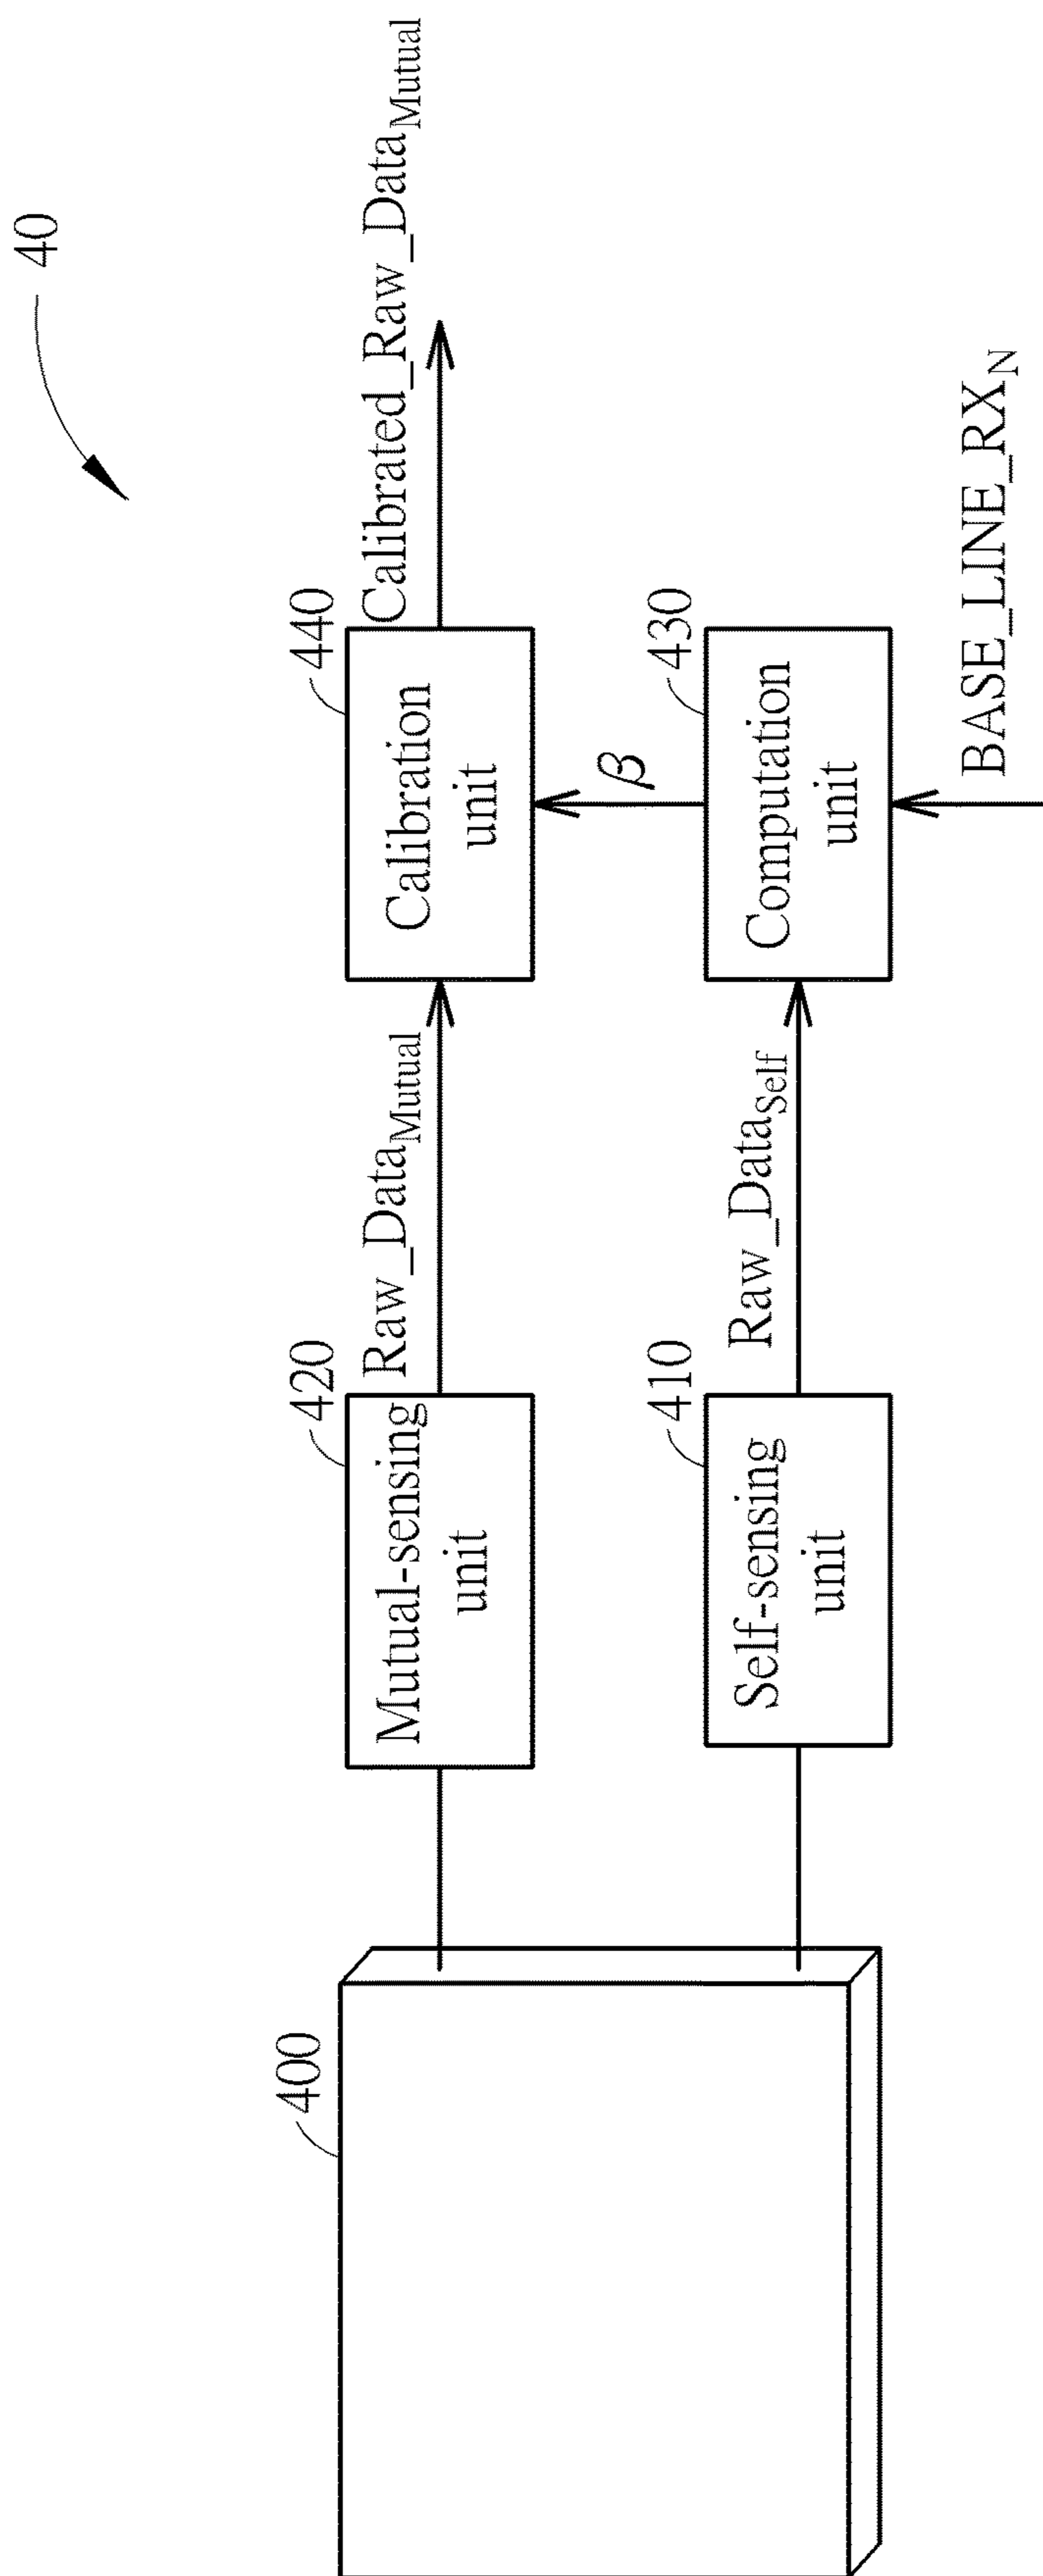 40
400
420
Mutual-sensing
unit
Raw_Data_Mutual
440
Calibration
unit
Calibrated_Raw_Data_Mutual
β
410
Self-sensing
unit
Raw_Data_Self
430
Computation
unit
BASE_LINE_RX_N